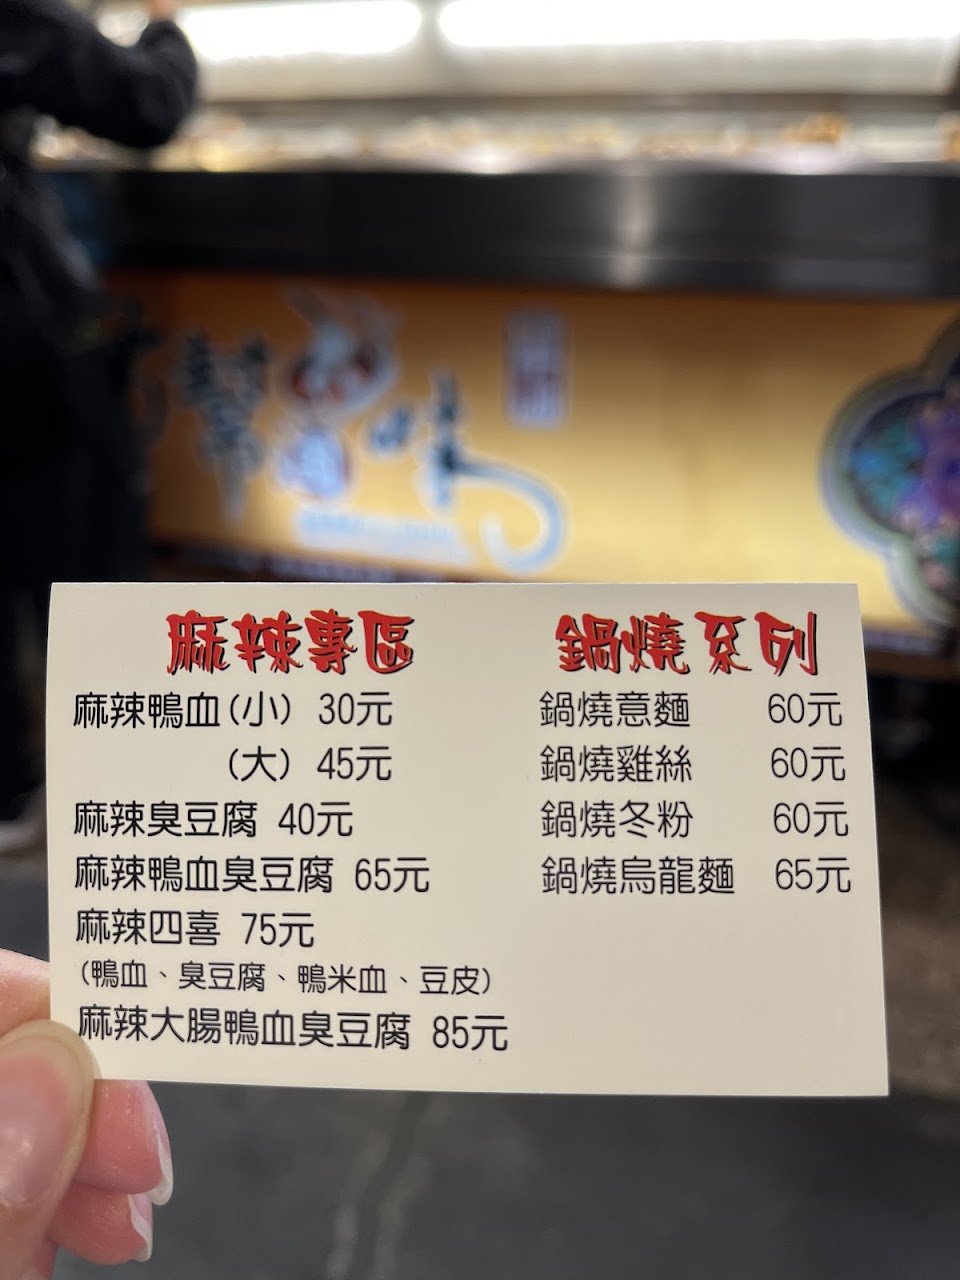 麻辣專區
麻辣鴨血(小) 30元
(大) 45元
麻辣臭豆腐 40元
麻辣鴨血臭豆腐 65元
麻辣四喜 75元
(鴨血、臭豆腐、鴨米血、豆皮)
麻辣大腸鴨血臭豆腐 85元
鍋燒系列
鍋燒意麵 60元
鍋燒雞絲 60元
鍋燒冬粉 60元
鍋燒烏龍麵 65元